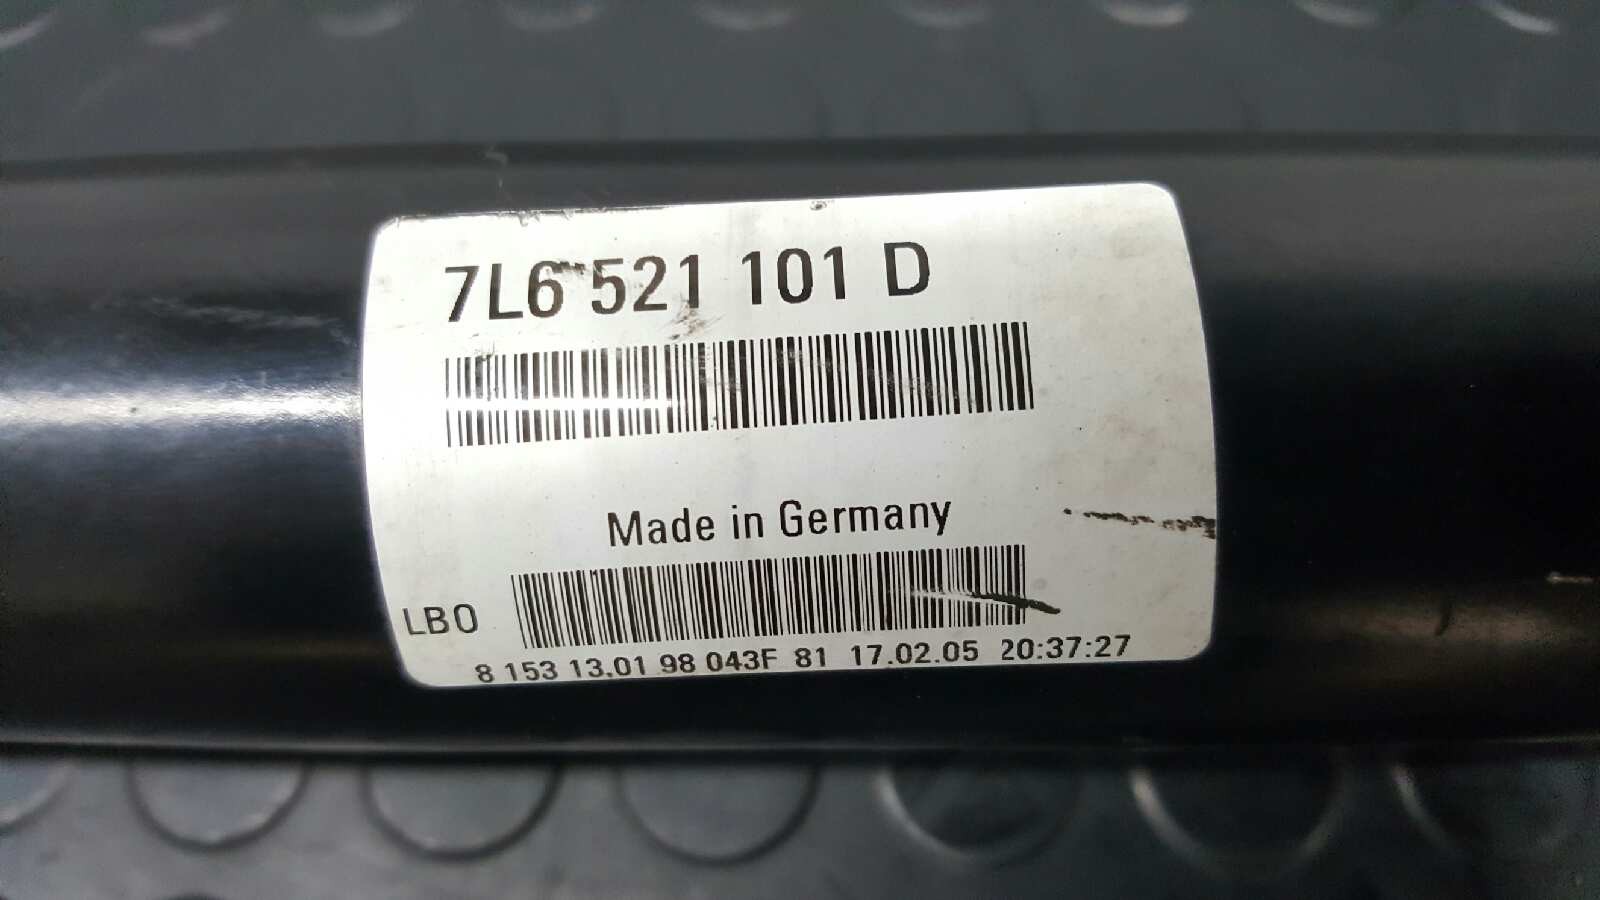 7L6 521 101 D
Made in Germany
LB0
8 153 13.01 98 043F 81 17.02.05 20:37:27